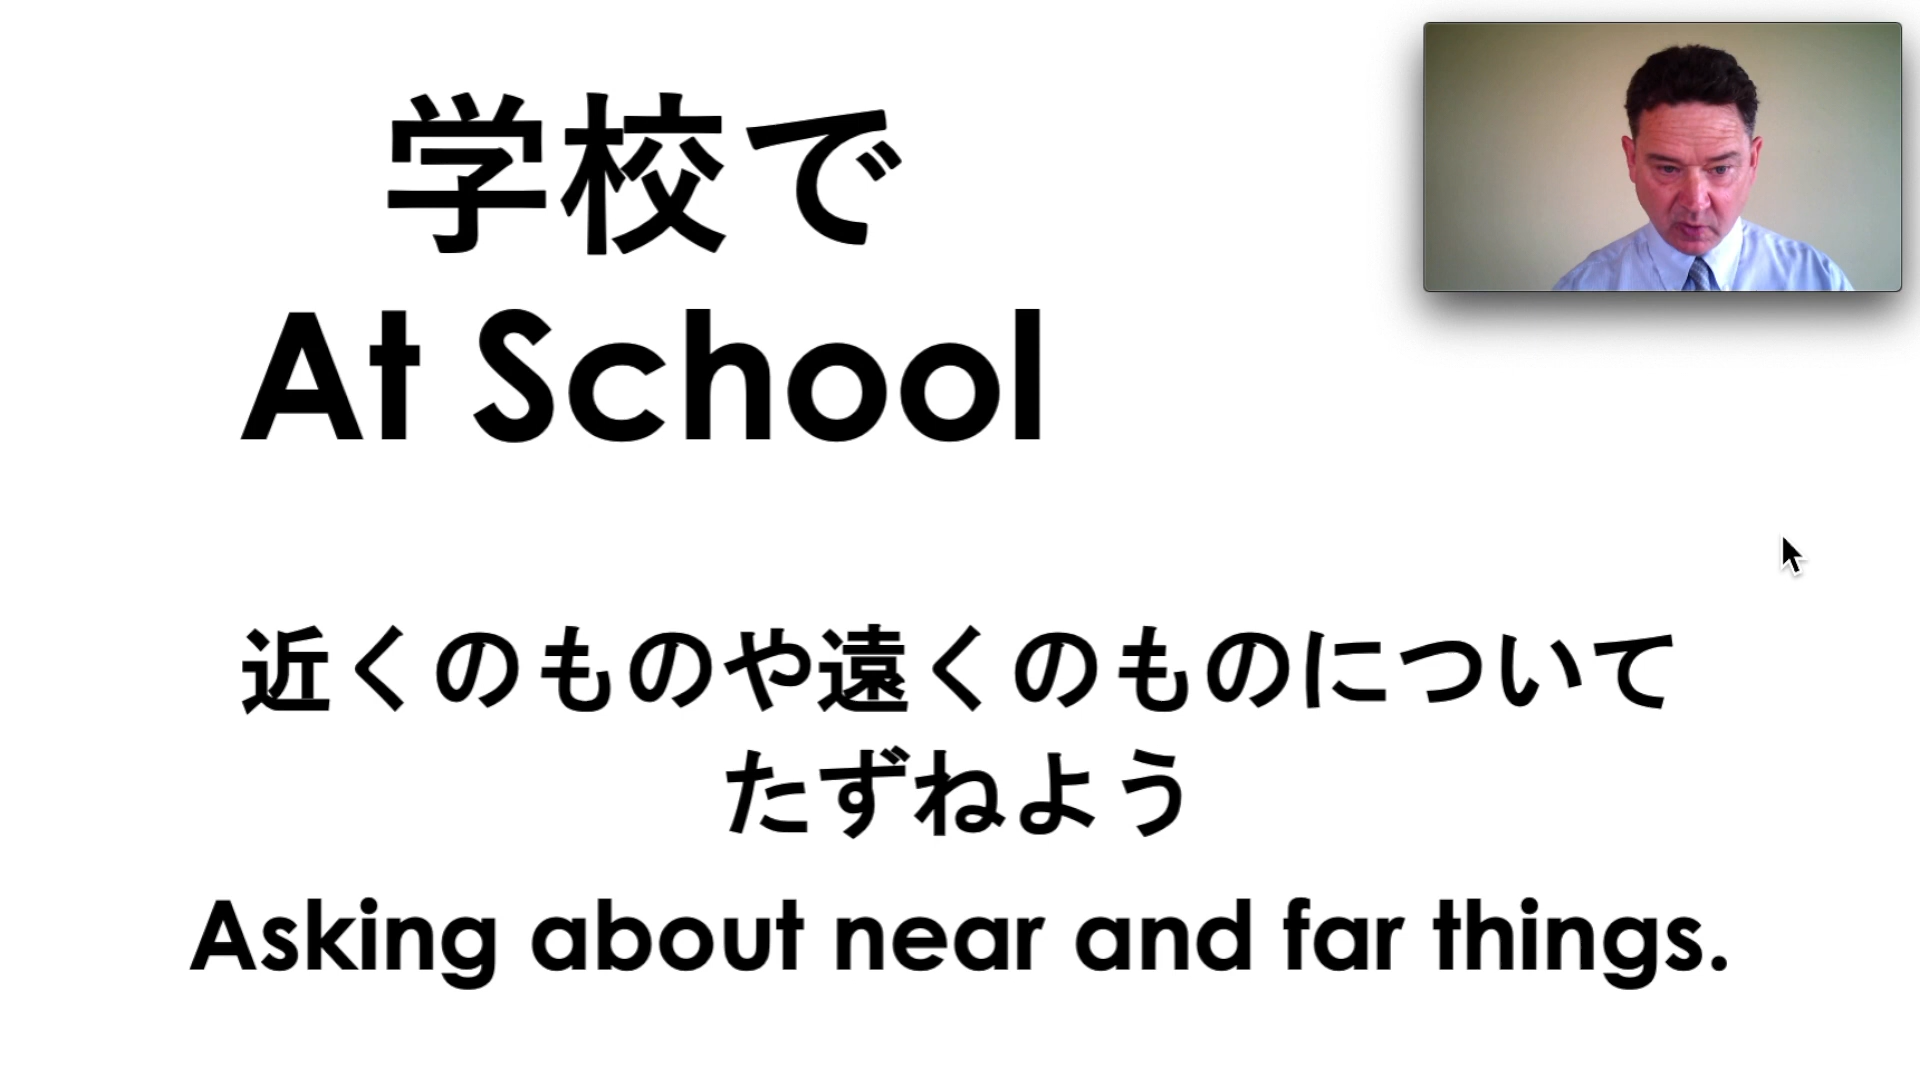 学校で
At School
近くのものや遠くのものについて
たずねよう
Asking about near and far things.